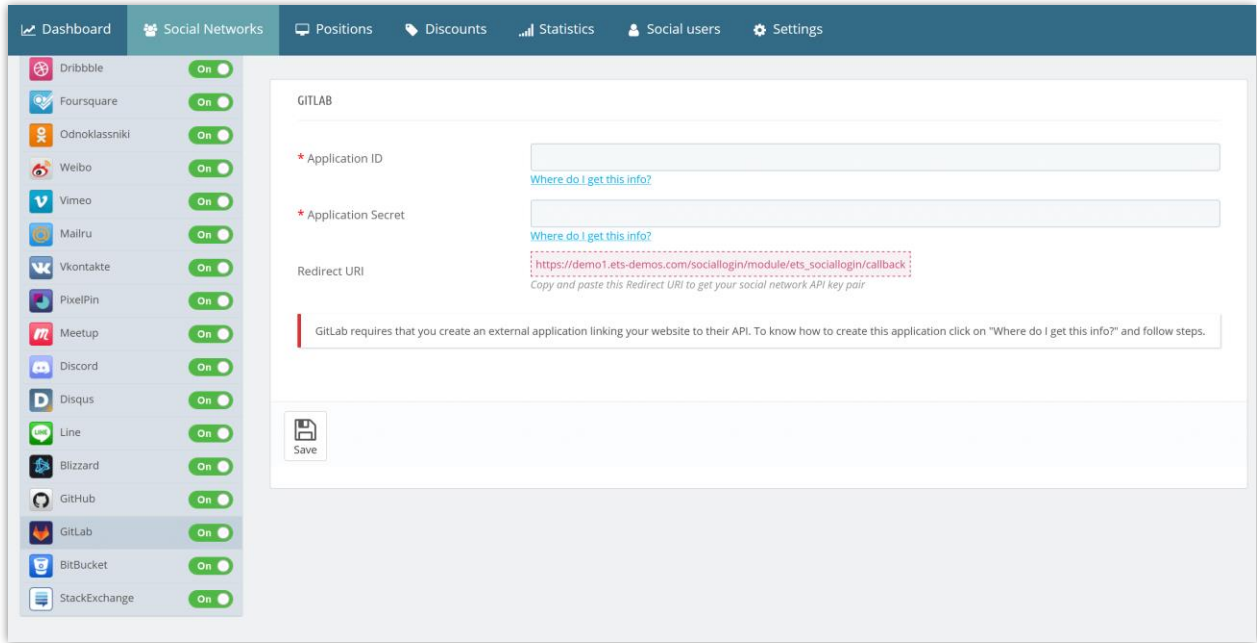 Dashboard
Social Networks
Positions
Discounts
Statistics
Social users
Settings
Dribbble On
Foursquare On
Odnoklassniki On
Weibo On
Vimeo On
Mailru On
Vkontakte On
PixelPin On
Meetup On
Discord On
Disqus On
Line On
Blizzard On
GitHub On
GitLab On
BitBucket On
StackExchange On
GITLAB
* Application ID
Where do I get this info?
* Application Secret
Where do I get this info?
Redirect URI
https://demo1.ets-demos.com/sociallogin/module/ets_sociallogin/callback
Copy and paste this Redirect URI to get your social network API key pair
GitLab requires that you create an external application linking your website to their API. To know how to create this application click on "Where do I get this info?" and follow steps.
Save